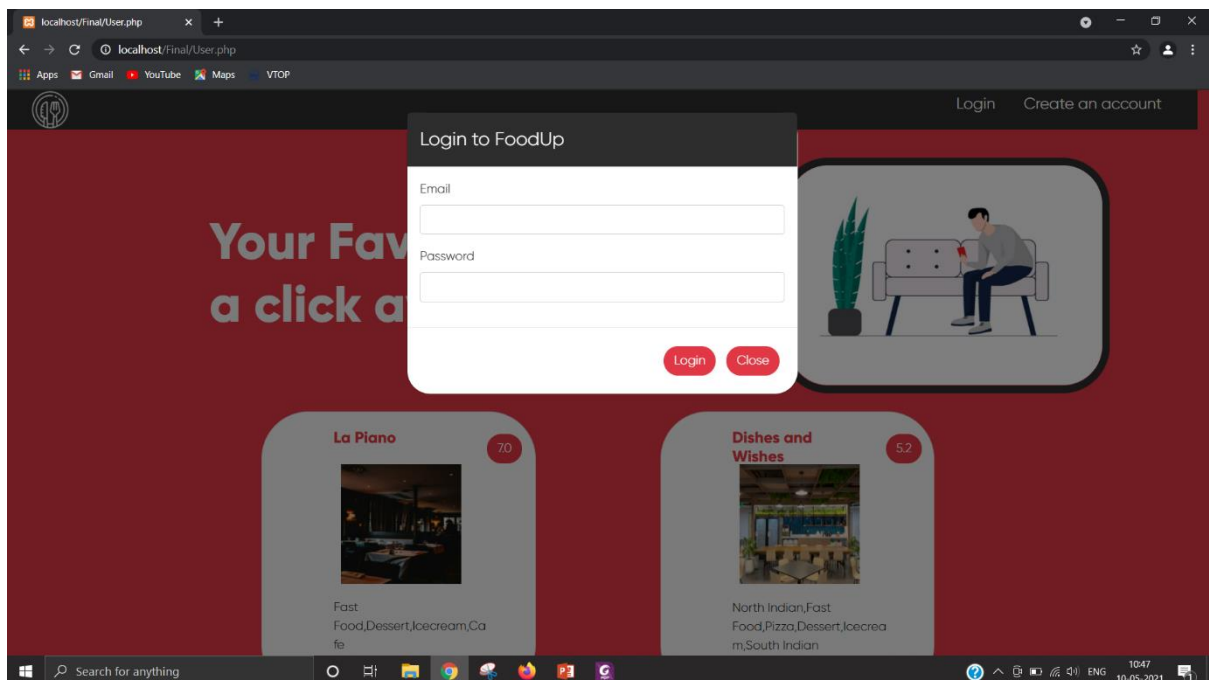 localhost/Final/User.php
localhost/Final/User.php
Apps Gmail YouTube Maps VTOP
Login Create an account
Login to FoodUp
Email
Your Fav
Password
a click a
Login Close
La Piano
7.0
Dishes and
Wishes
5.2
Fast
Food,Dessert,Icecream,Ca
fe
North Indian,Fast
Food,Pizza,Dessert,Icecrea
m,South Indian
Search for anything
ENG
10:47
10-05-2021